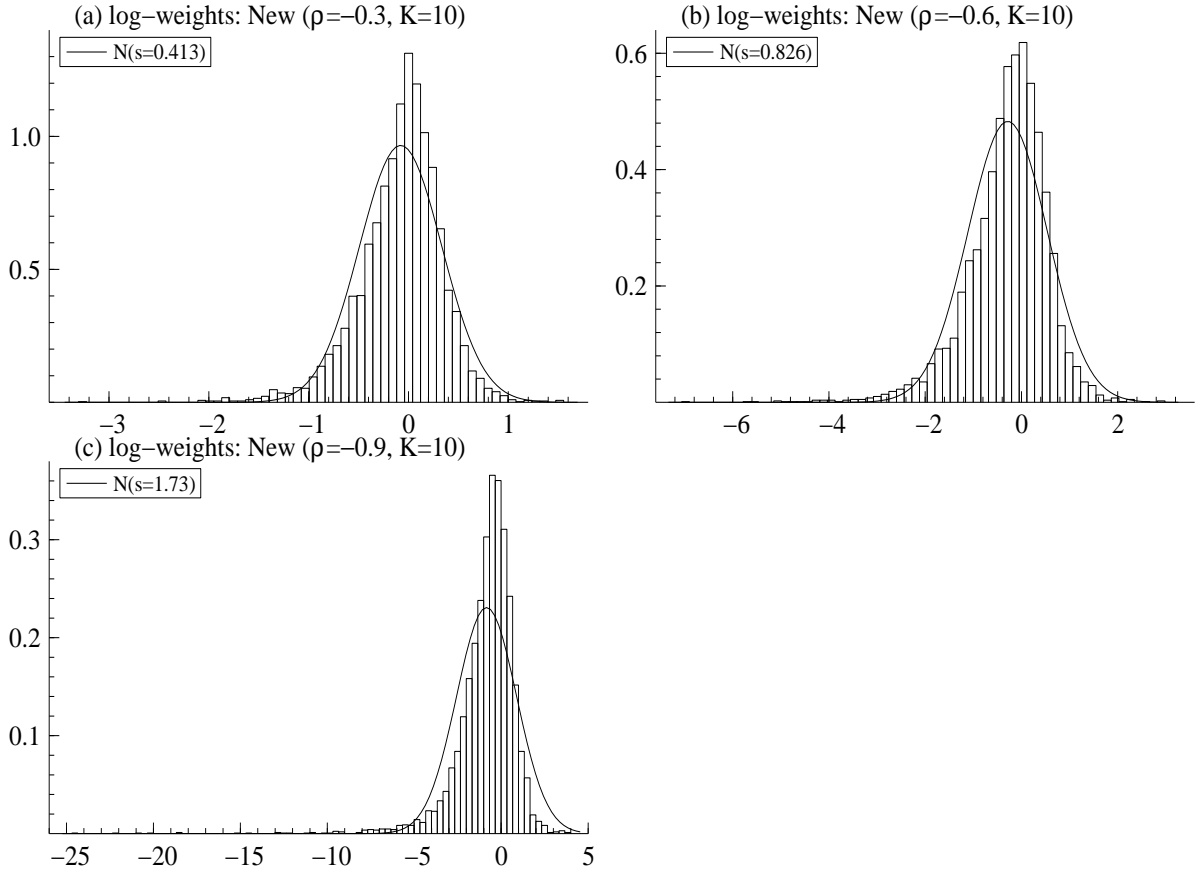 (a) log−weights: New (ρ=−0.3, K=10)
N(s=0.413)
1.0
0.5
−3 −2 −1 0 1
(b) log−weights: New (ρ=−0.6, K=10)
N(s=0.826)
0.6
0.4
0.2
−6 −4 −2 0 2
(c) log−weights: New (ρ=−0.9, K=10)
N(s=1.73)
0.3
0.2
0.1
−25 −20 −15 −10 −5 0 5